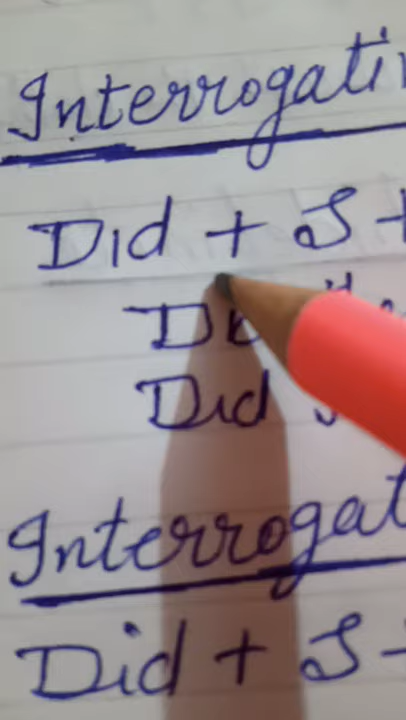 Interrogati
Did + S +
Did
Interrogat
Did + S